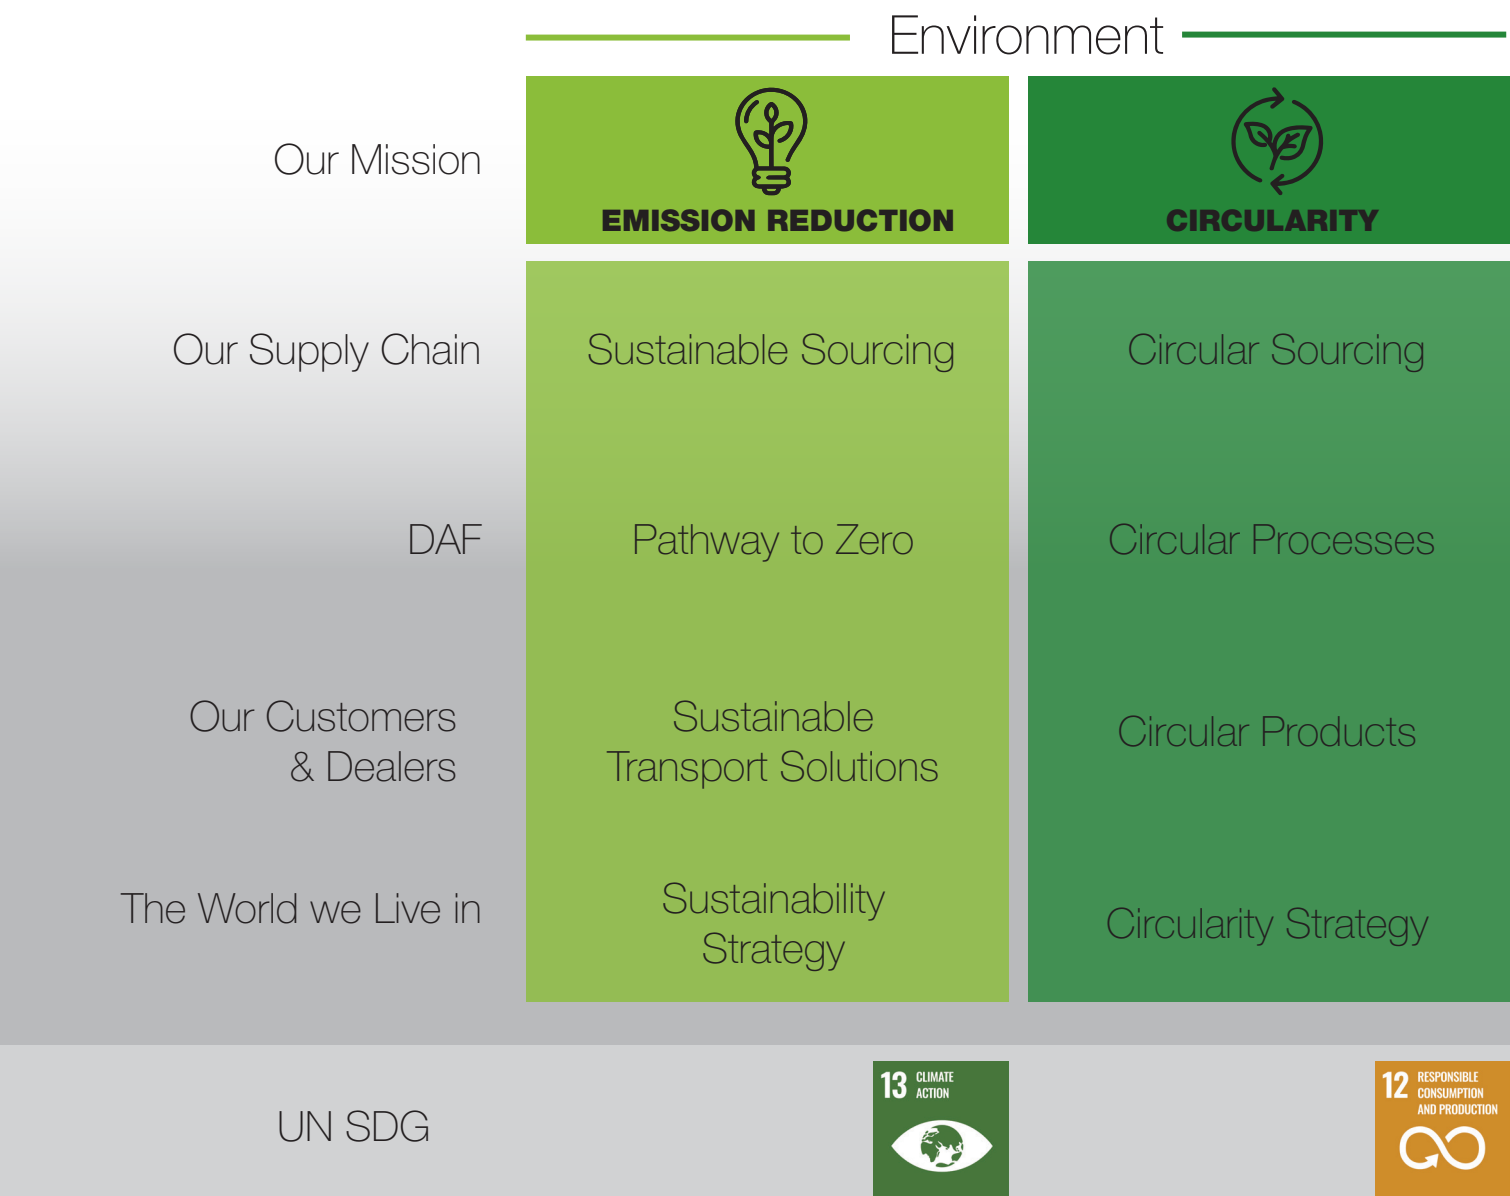 Environment
Our Mission
EMISSION REDUCTION
CIRCULARITY
Our Supply Chain
Sustainable Sourcing
Circular Sourcing
DAF
Pathway to Zero
Circular Processes
Our Customers
& Dealers
Sustainable
Transport Solutions
Circular Products
The World we Live in
Sustainability
Strategy
Circularity Strategy
UN SDG
13 CLIMATE
ACTION
12 RESPONSIBLE
CONSUMPTION
AND PRODUCTION